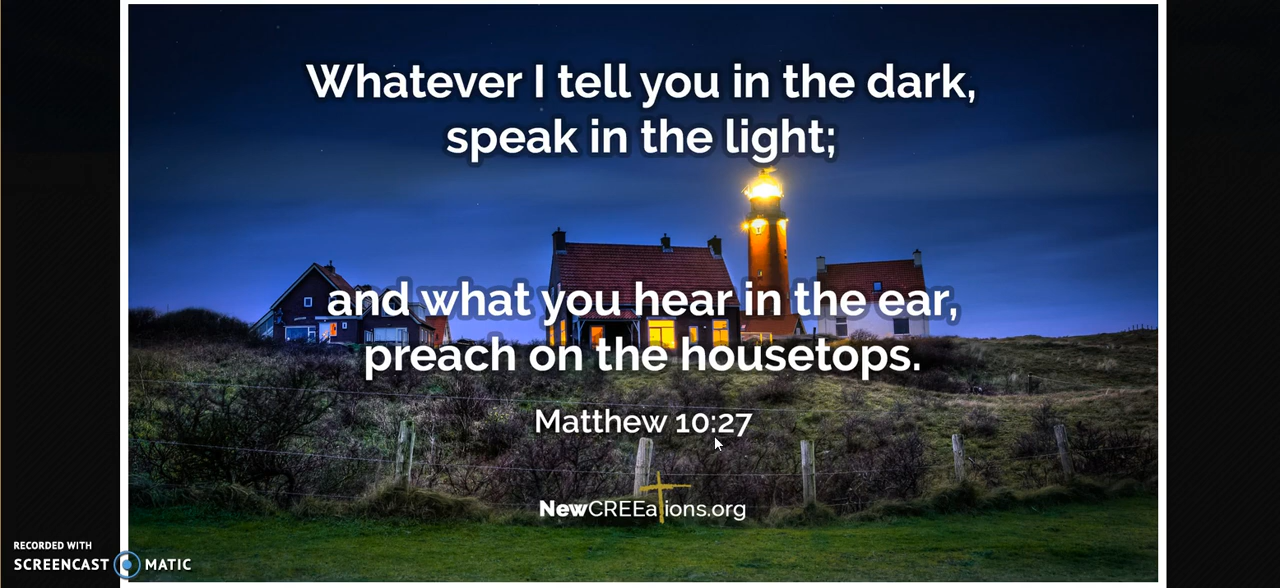 Whatever I tell you in the dark,
speak in the light;
and what you hear in the ear,
preach on the housetops.
Matthew 10:27
NewCREEations.org
RECORDED WITH
SCREENCAST MATIC